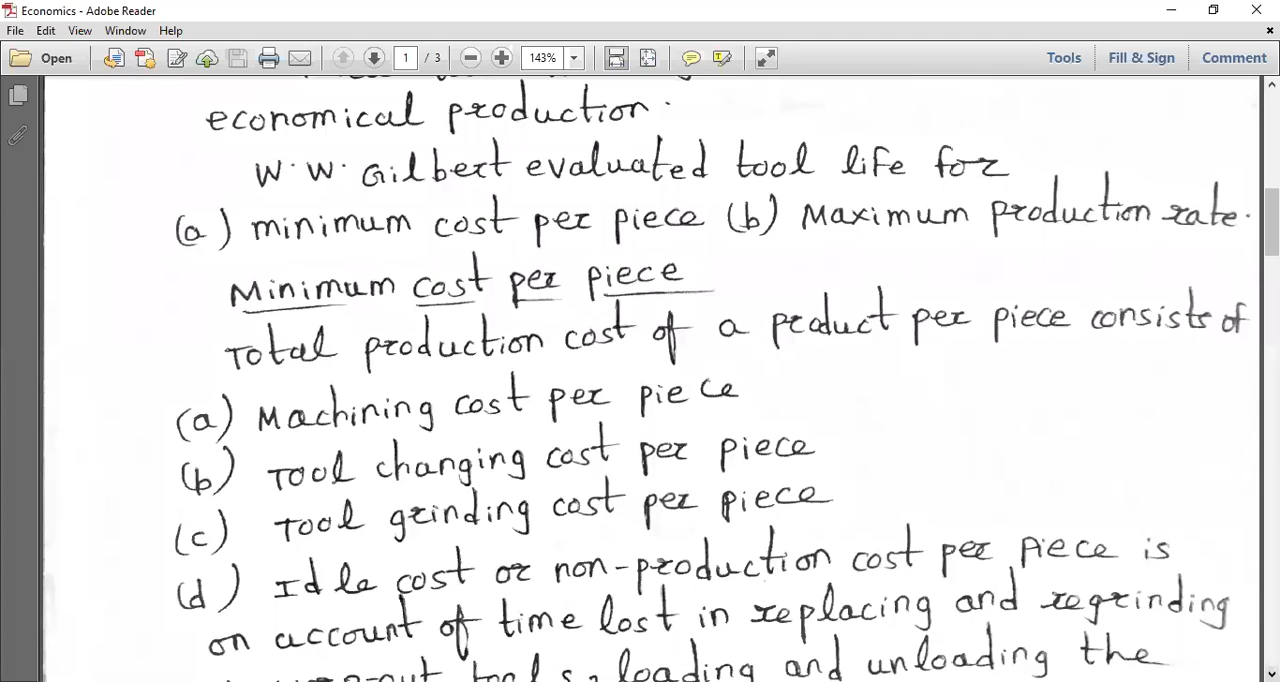 Economics - Adobe Reader
File Edit View Window Help
Open 1 / 3 143% Tools Fill & Sign Comment
economical production.
W.W. Gilbert evaluated tool life for
(a) minimum cost per piece (b) Maximum production rate.
Minimum cost per piece
Total production cost of a product per piece consists of
(a) Machining cost per piece
(b) Tool changing cost per piece
(c) Tool grinding cost per piece
(d) Idle cost or non-production cost per piece is
on account of time lost in replacing and regrinding
tools, loading and unloading the